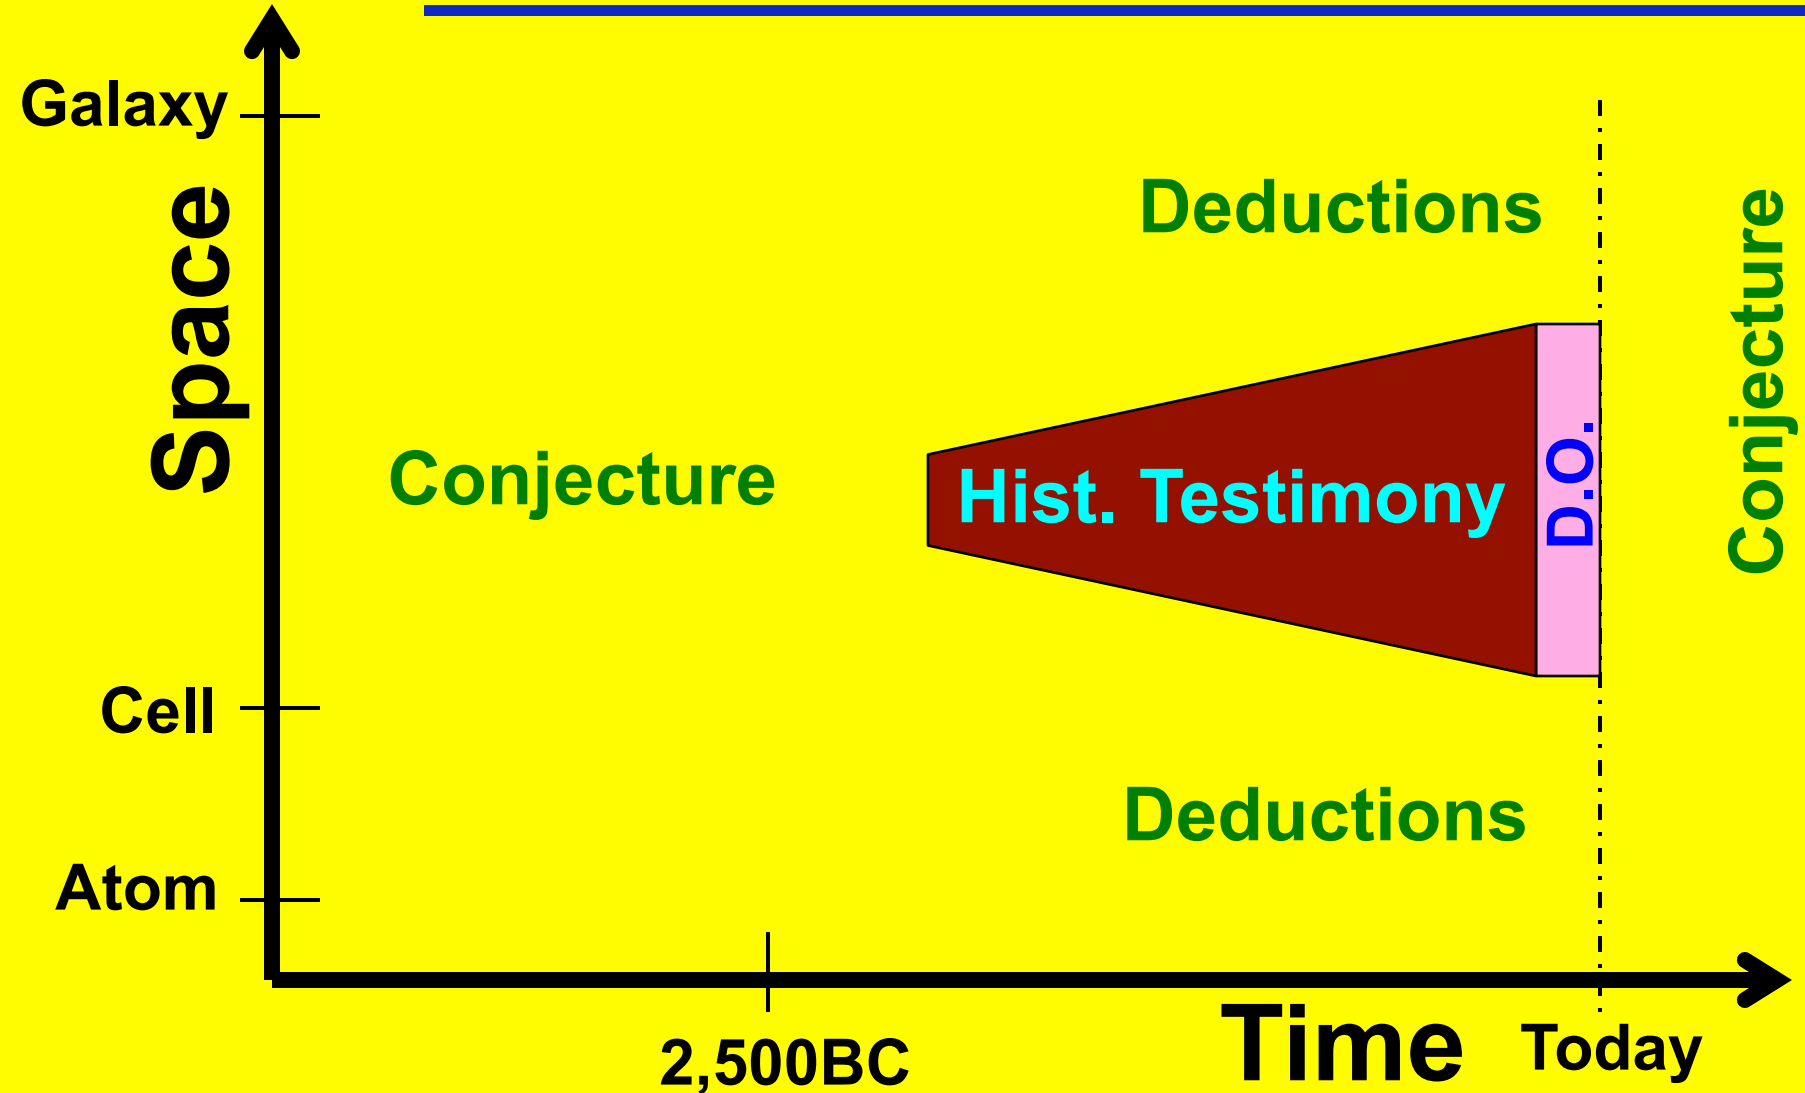 Galaxy
Space
Deductions
Conjecture
Conjecture
Hist. Testimony
D.O.
Cell
Deductions
Atom
2,500BC
Time
Today